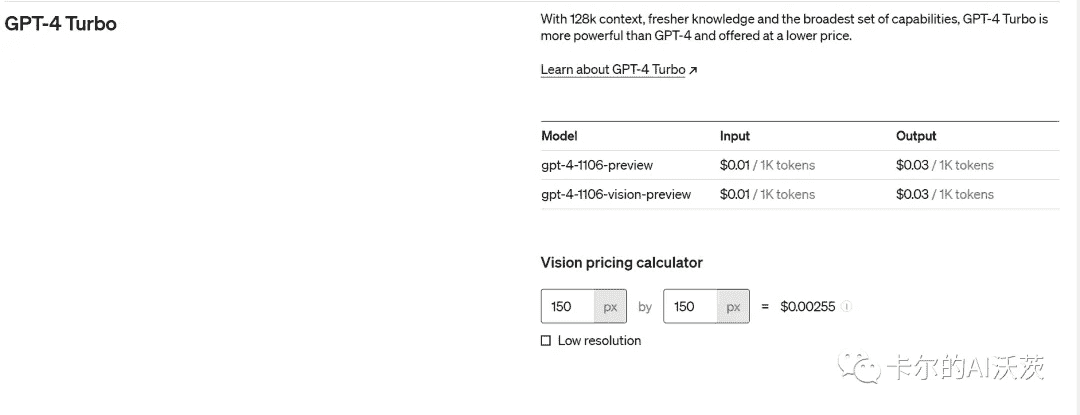 GPT-4 Turbo
With 128k context, fresher knowledge and the broadest set of capabilities, GPT-4 Turbo is
more powerful than GPT-4 and offered at a lower price.
Learn about GPT-4 Turbo ↗
Model Input Output
gpt-4-1106-preview $0.01 / 1K tokens $0.03 / 1K tokens
gpt-4-1106-vision-preview $0.01 / 1K tokens $0.03 / 1K tokens
Vision pricing calculator
150 px by 150 px = $0.00255
Low resolution
卡尔的AI沃茨